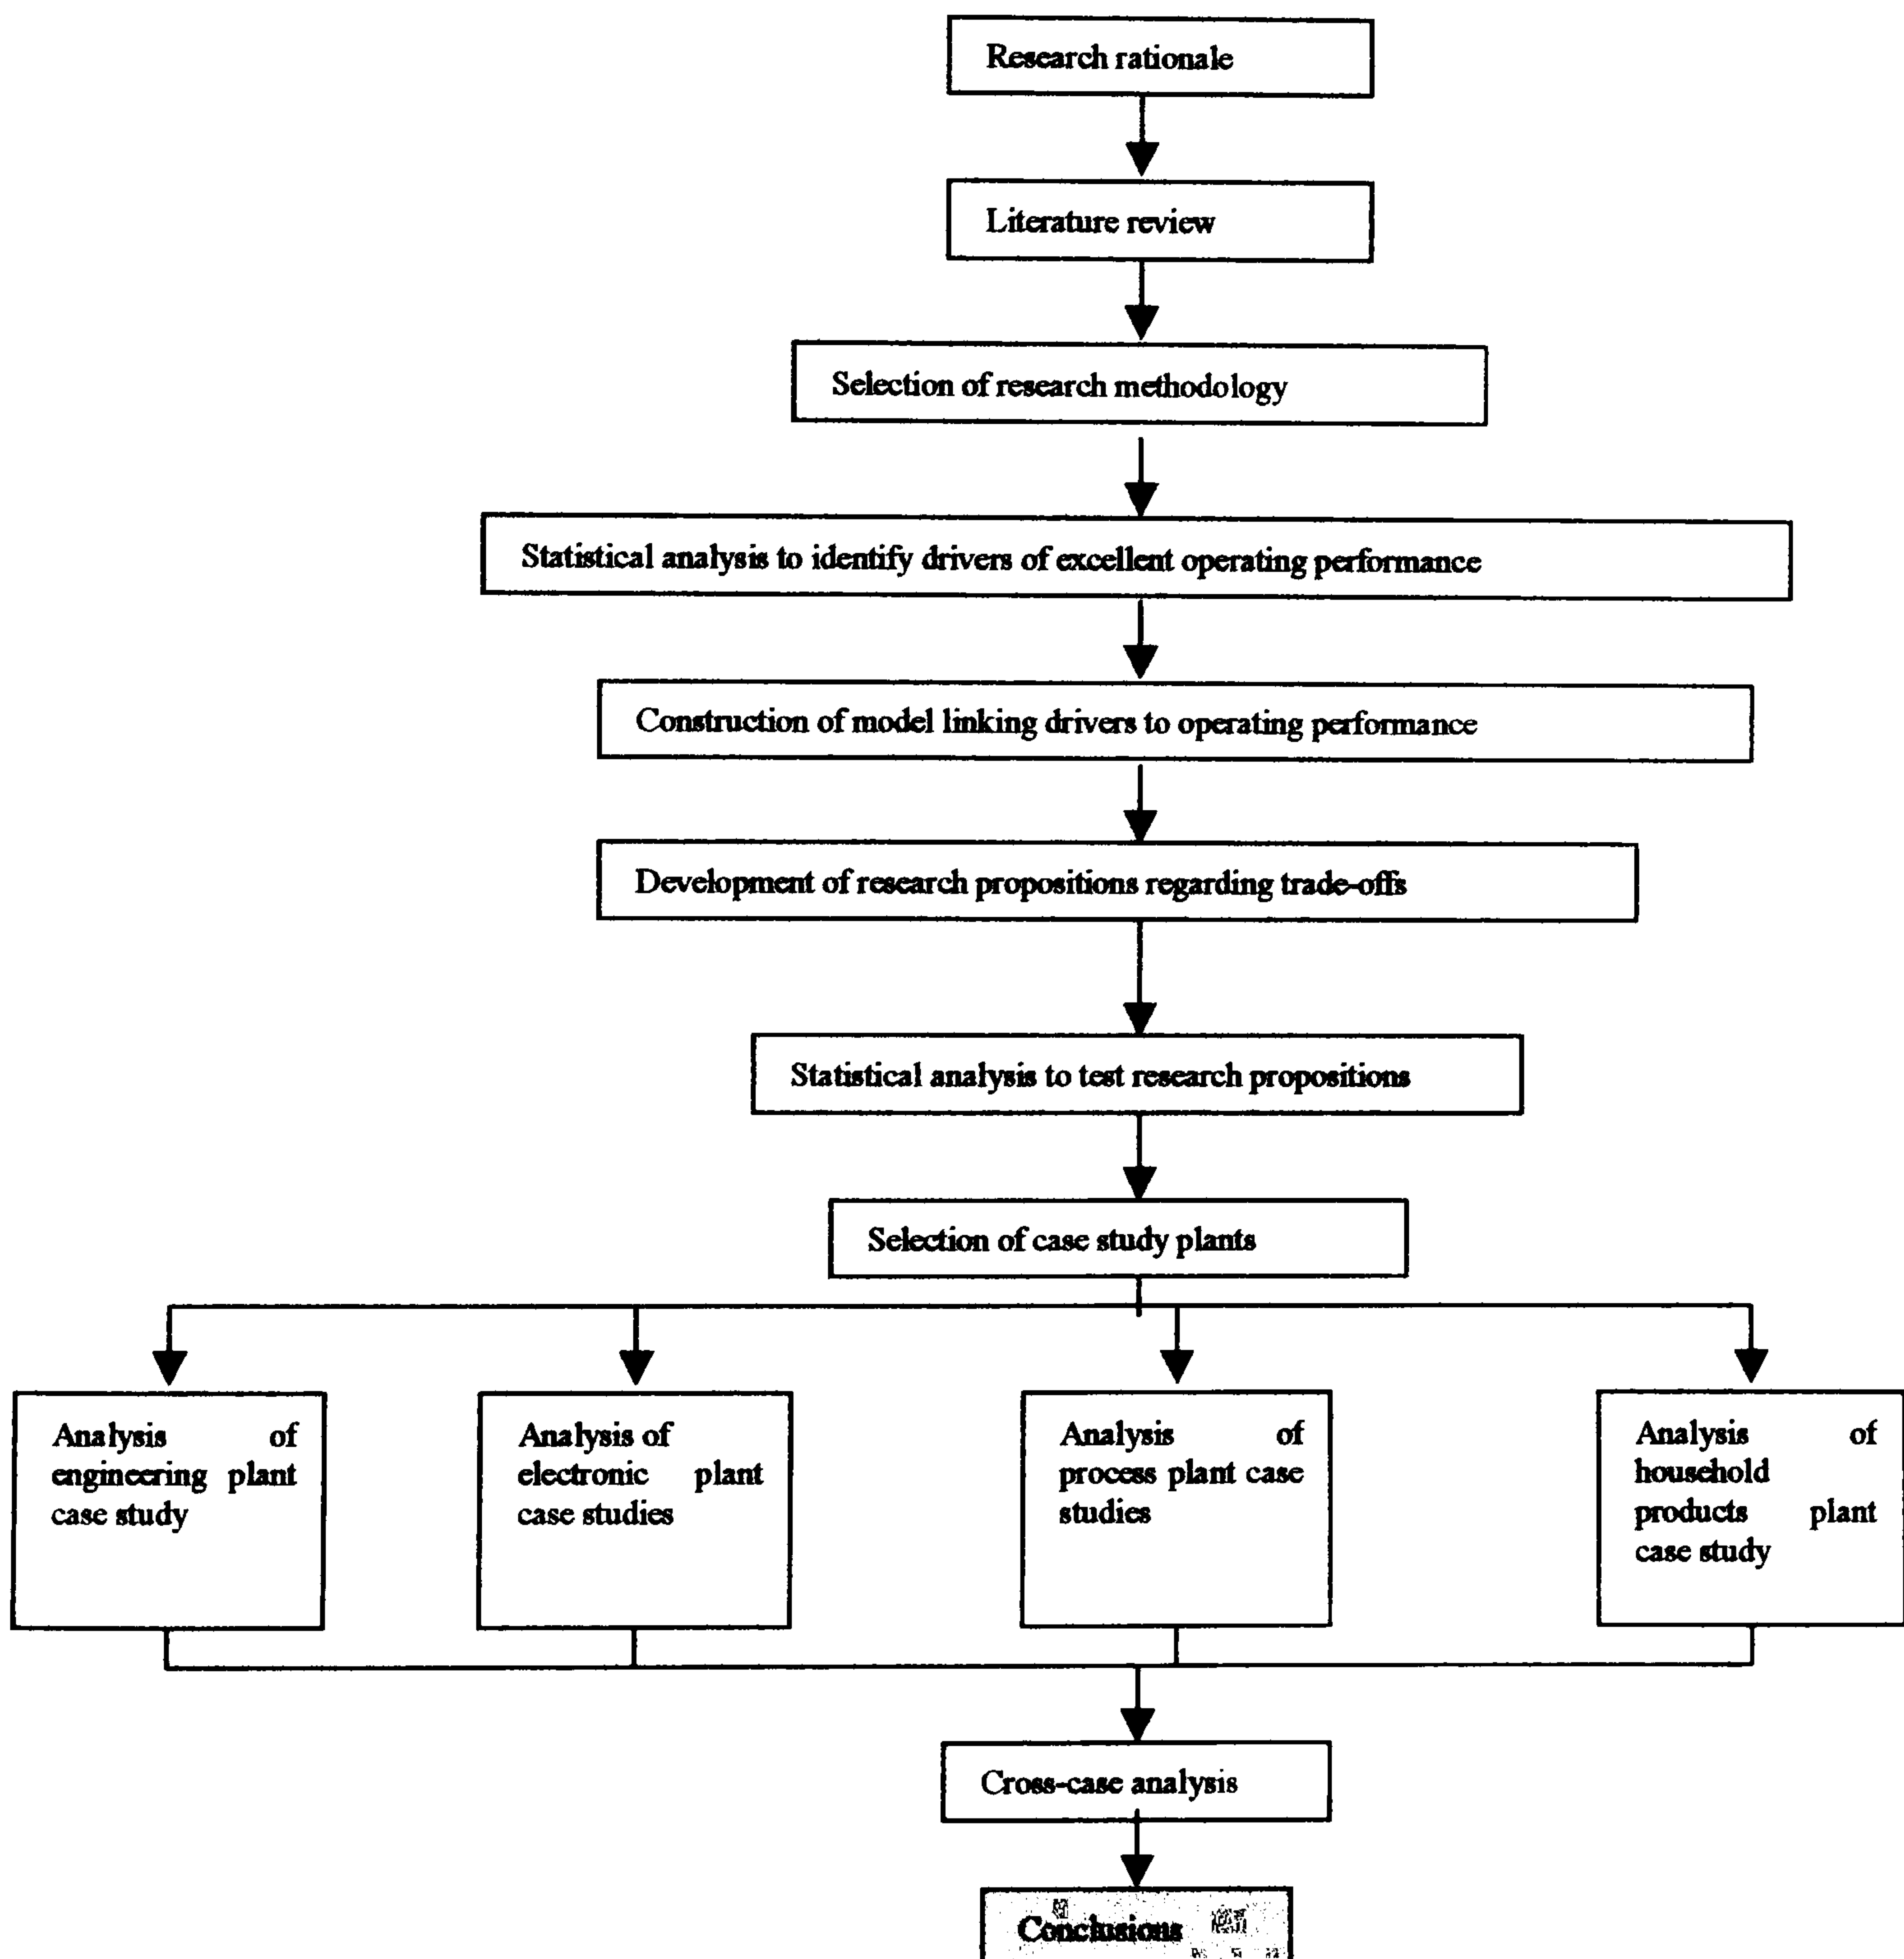 Research rationale
Literature review
Selection of research methodology
Statistical analysis to identify drivers of excellent operating performance
Construction of model linking drivers to operating performance
Development of research propositions regarding trade-offs
Statistical analysis to test research propositions
Selection of case study plants
Analysis of
engineering plant
case study
Analysis of
electronic plant
case studies
Analysis of
process plant case
studies
Analysis of
household
products plant
case study
Cross-case analysis
Conclusions